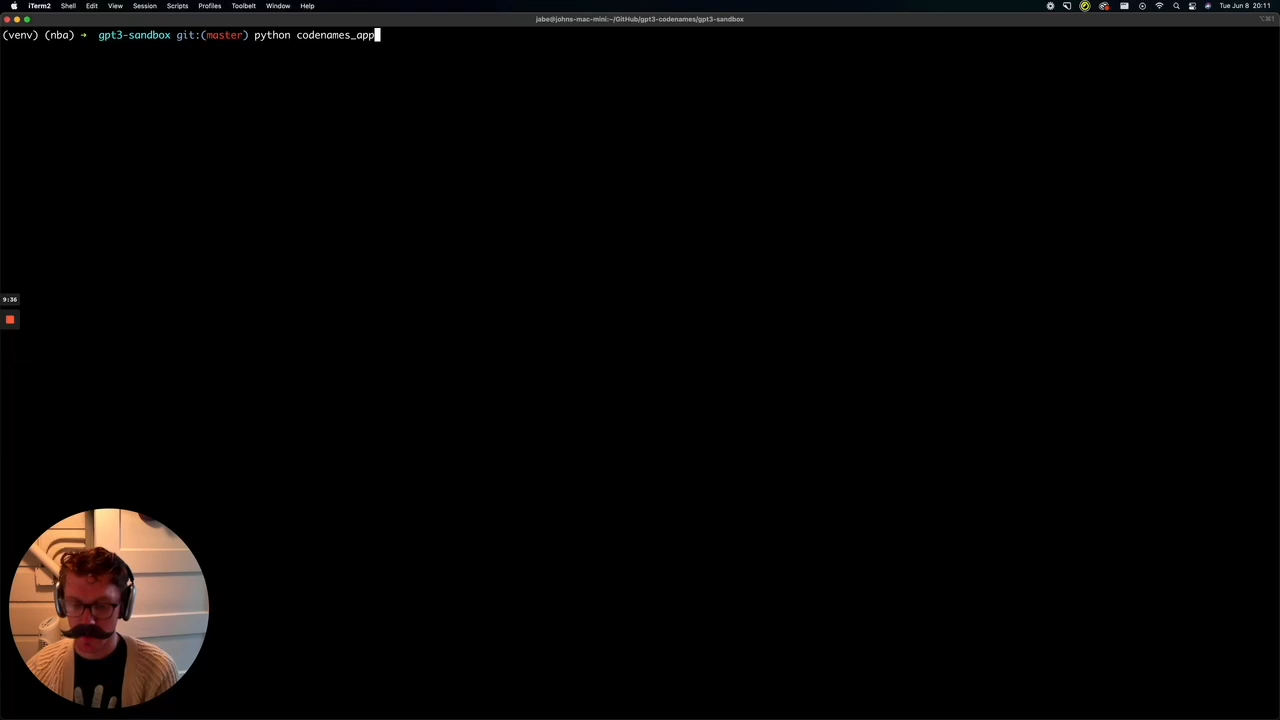 iTerm2 Shell Edit View Session Scripts Profiles Toolbelt Window Help Tue Jun 8 20:11
jabe@johns-mac-mini:~/GitHub/gpt3-codenames/gpt3-sandbox ⌥⌘1
(venv) (nba) → gpt3-sandbox git:(master) python codenames_app
9:36